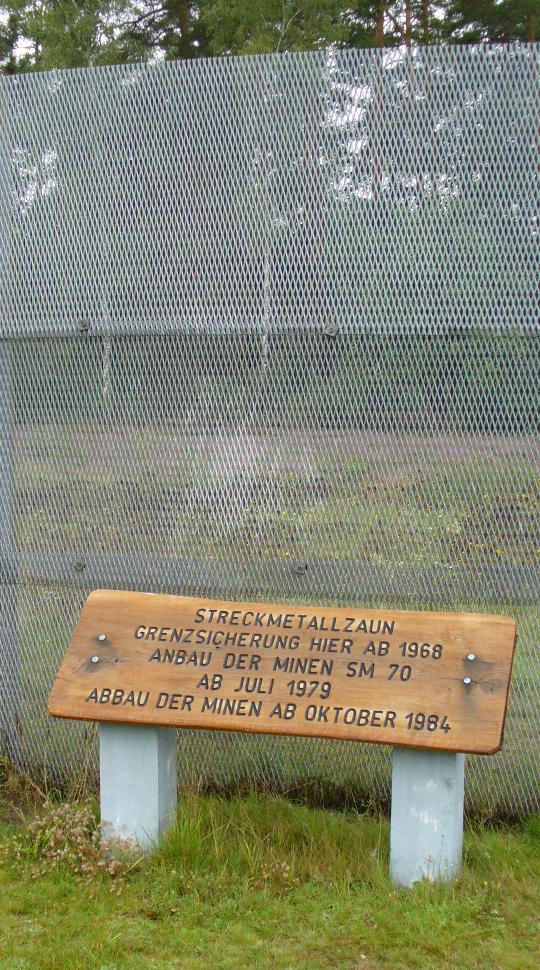 STRECKMETALLZAUN
GRENZSICHERUNG HIER AB 1968
ANBAU DER MINEN SM 70
AB JULI 1979
ABBAU DER MINEN AB OKTOBER 1984